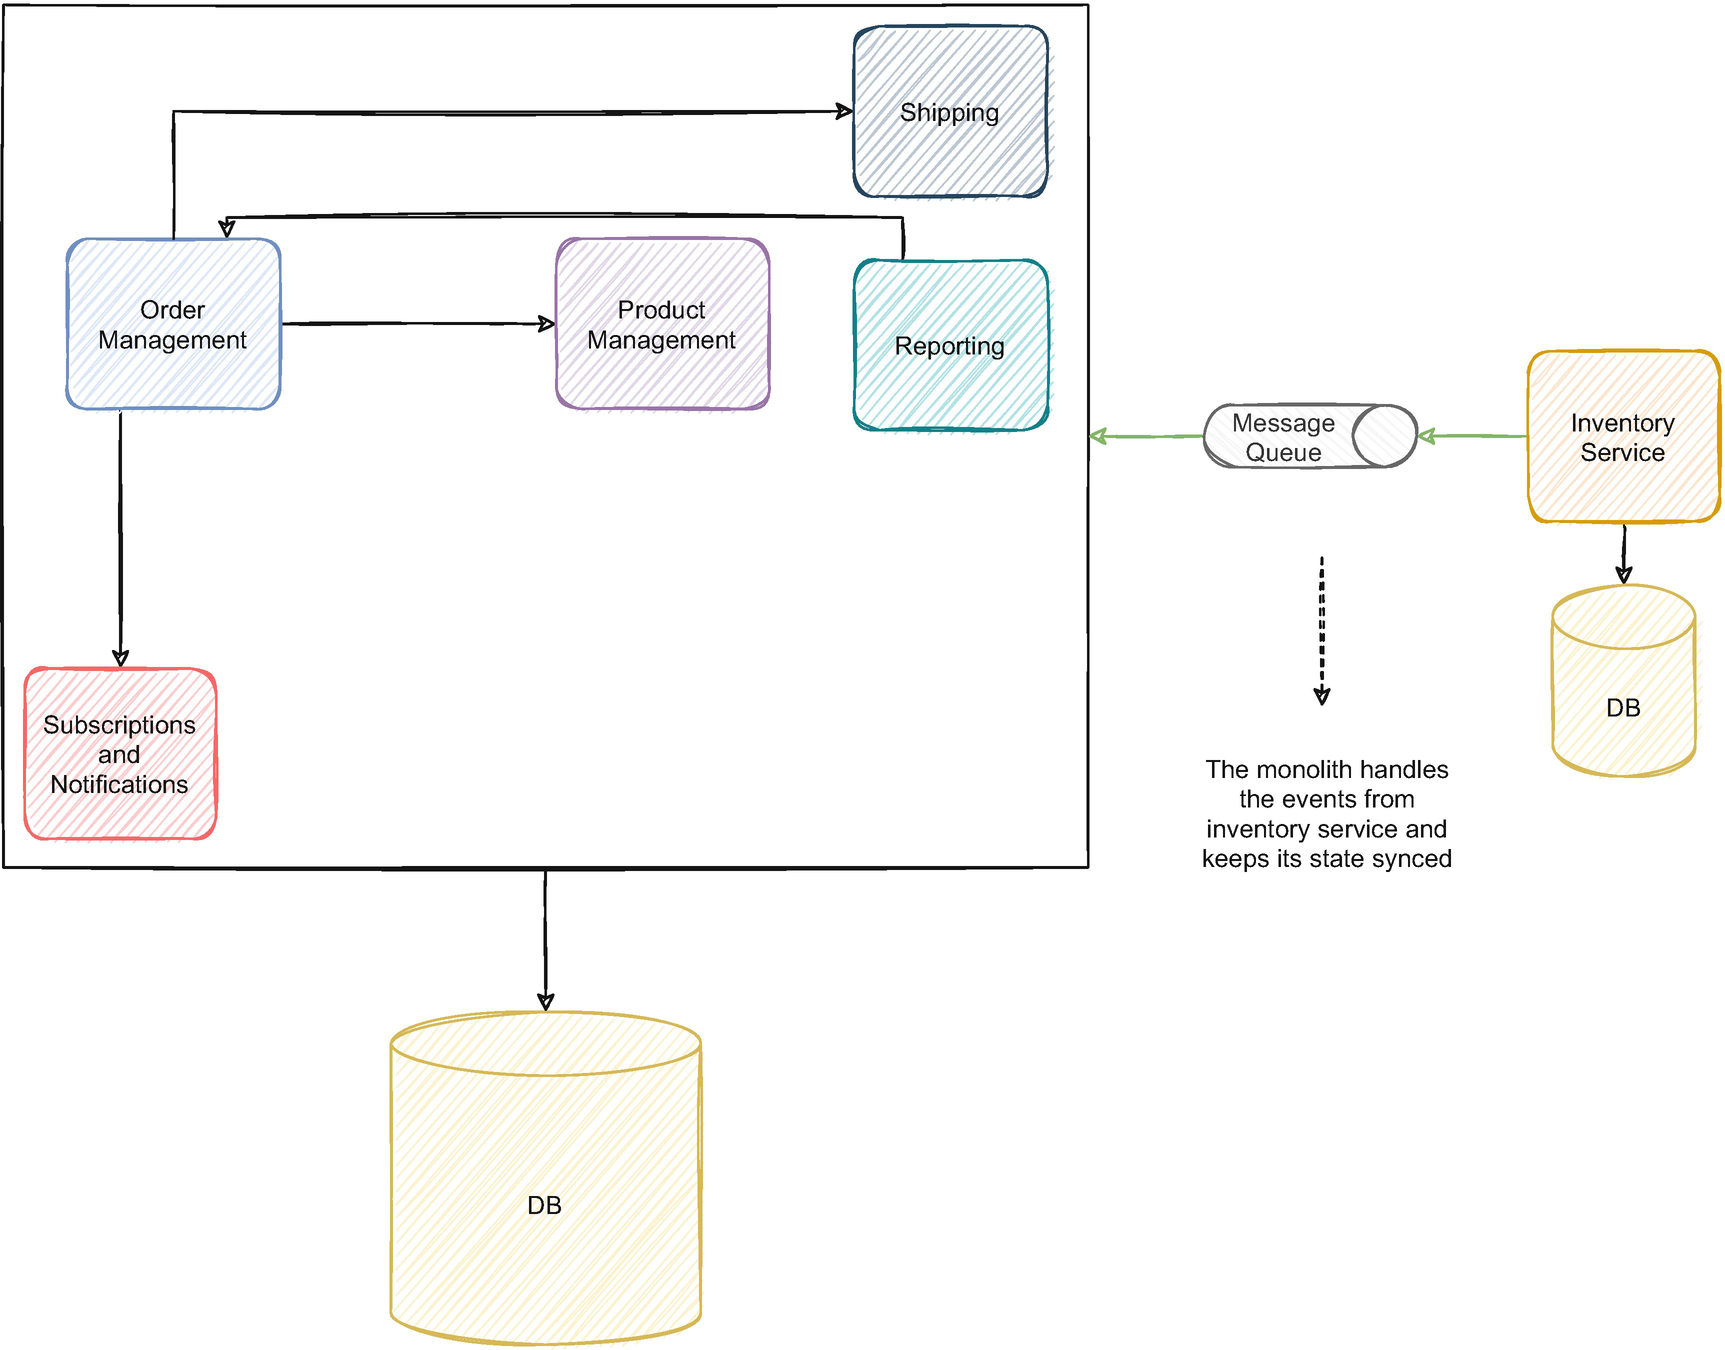 Shipping
Order
Management
Product
Management
Reporting
Message
Queue
Inventory
Service
Subscriptions
and
Notifications
DB
The monolith handles
the events from
inventory service and
keeps its state synced
DB